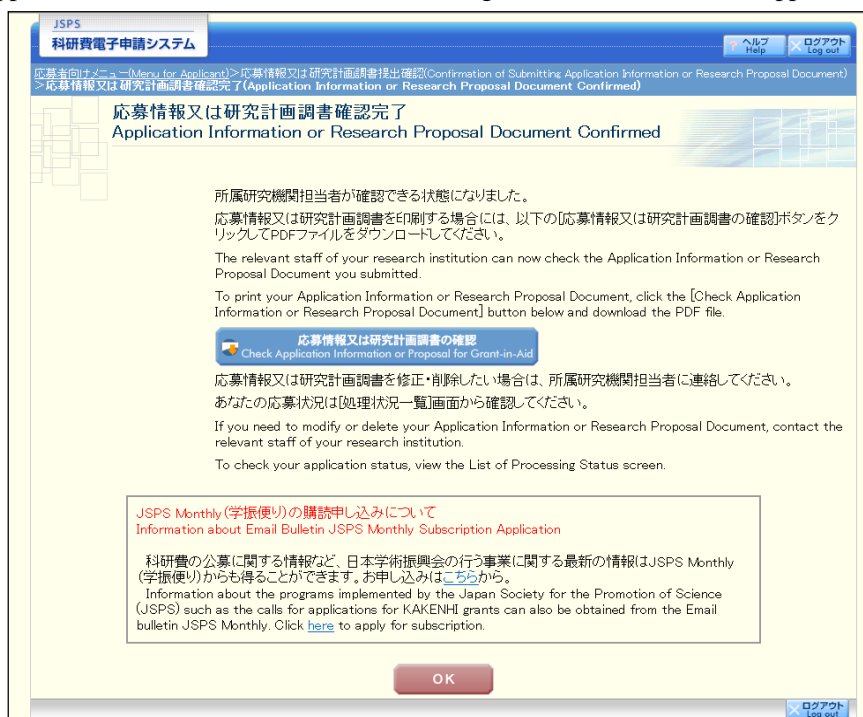 JSPS
科研費電子申請システム
? ヘルプ
Help
ログアウト
Log out
応募者向けメニュー(Menu for Applicant)>応募情報又は研究計画調書提出確認(Confirmation of Submitting Application Information or Research Proposal Document)
>応募情報又は研究計画調書確認完了(Application Information or Research Proposal Document Confirmed)
応募情報又は研究計画調書確認完了
Application Information or Research Proposal Document Confirmed
所属研究機関担当者が確認できる状態になりました。
応募情報又は研究計画調書を印刷する場合には、以下の[応募情報又は研究計画調書の確認]ボタンをク
リックしてPDFファイルをダウンロードしてください。
The relevant staff of your research institution can now check the Application Information or Research
Proposal Document you submitted.
To print your Application Information or Research Proposal Document, click the [Check Application
Information or Research Proposal Document] button below and download the PDF file.
応募情報又は研究計画調書の確認
Check Application Information or Proposal for Grant-in-Aid
応募情報又は研究計画調書を修正・削除したい場合は、所属研究機関担当者に連絡してください。
あなたの応募状況は[処理状況一覧]画面から確認してください。
If you need to modify or delete your Application Information or Research Proposal Document, contact the
relevant staff of your research institution.
To check your application status, view the List of Processing Status screen.
JSPS Monthly(学振便り)の購読申し込みについて
Information about Email Bulletin JSPS Monthly Subscription Application
科研費の公募に関する情報など、日本学術振興会の行う事業に関する最新の情報はJSPS Monthly
(学振便り)からも得ることができます。お申し込みはこちらから。
Information about the programs implemented by the Japan Society for the Promotion of Science
(JSPS) such as the calls for applications for KAKENHI grants can also be obtained from the Email
bulletin JSPS Monthly. Click here to apply for subscription.
OK
ログアウト
Log out